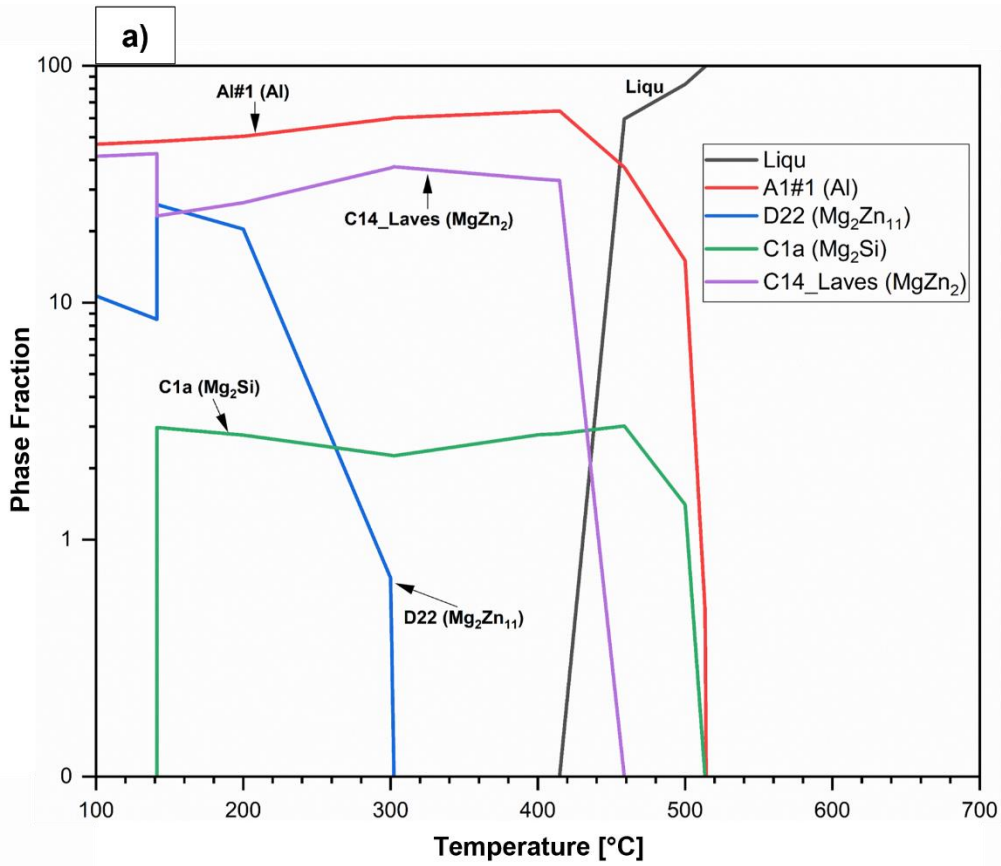 a)
100
10
1
0
Phase Fraction
Al#1 (Al)
Liqu
C14_Laves (MgZn₂)
C1a (Mg₂Si)
D22 (Mg₂Zn₁₁)
Liqu
A1#1 (Al)
D22 (Mg₂Zn₁₁)
C1a (Mg₂Si)
C14_Laves (MgZn₂)
100 200 300 400 500 600 700
Temperature [°C]